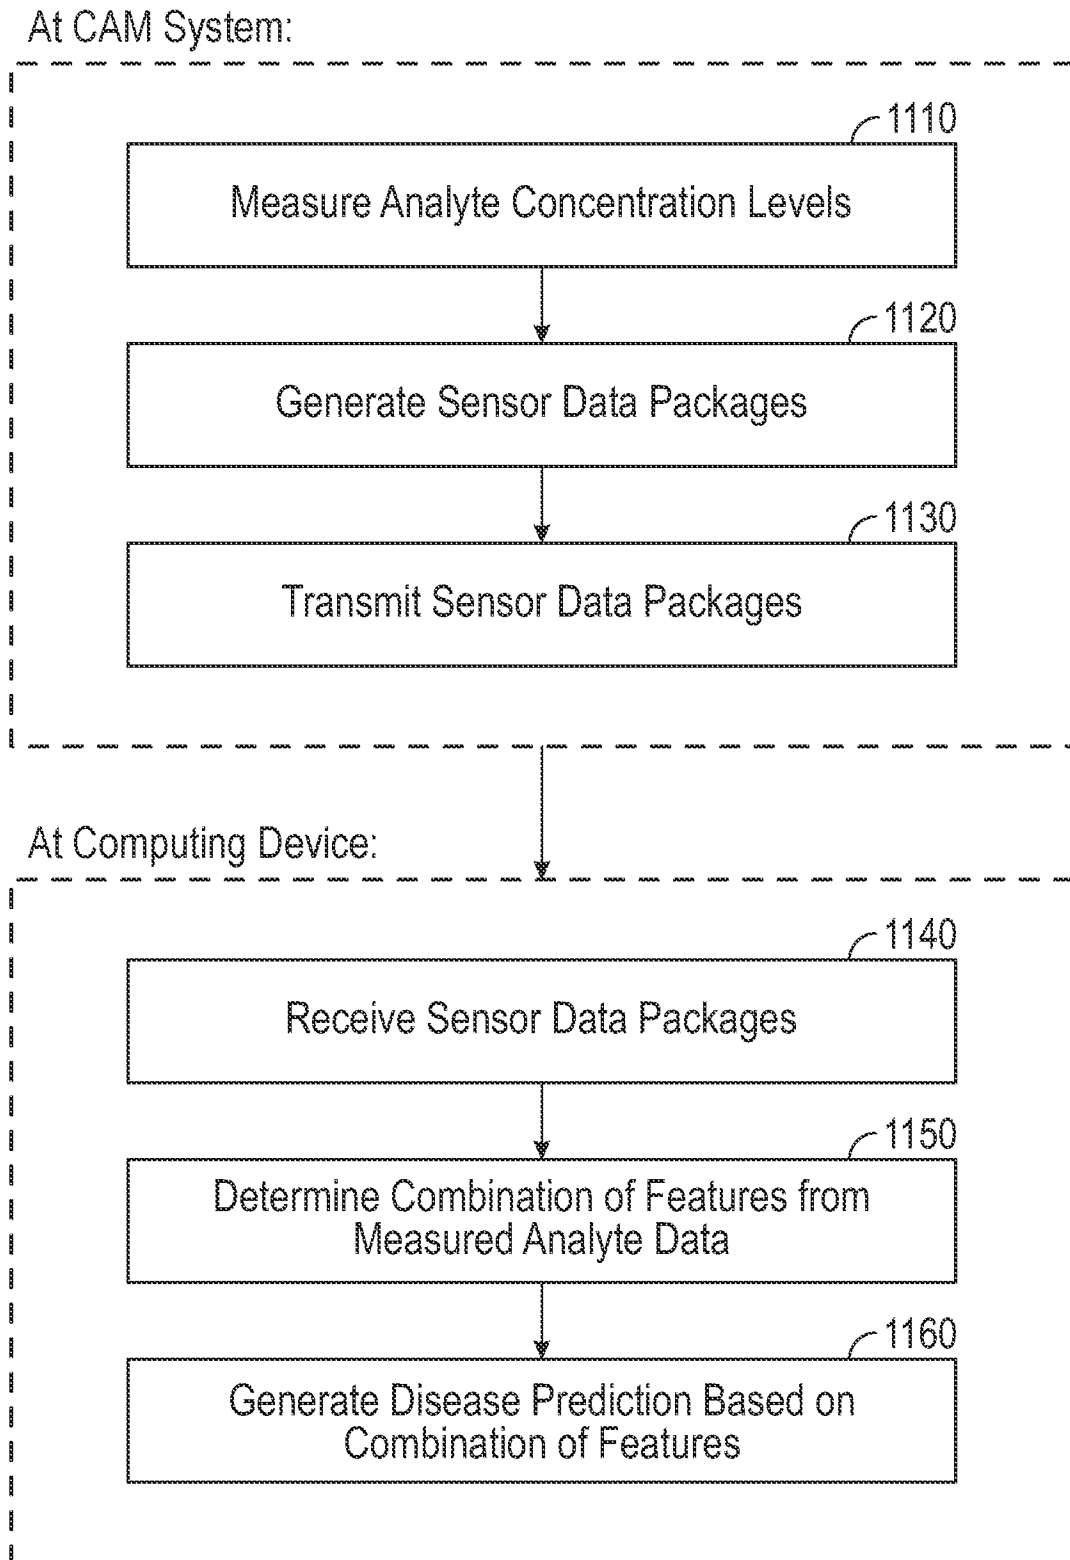 At CAM System:
1110
Measure Analyte Concentration Levels
1120
Generate Sensor Data Packages
1130
Transmit Sensor Data Packages
At Computing Device:
1140
Receive Sensor Data Packages
1150
Determine Combination of Features from
Measured Analyte Data
1160
Generate Disease Prediction Based on
Combination of Features